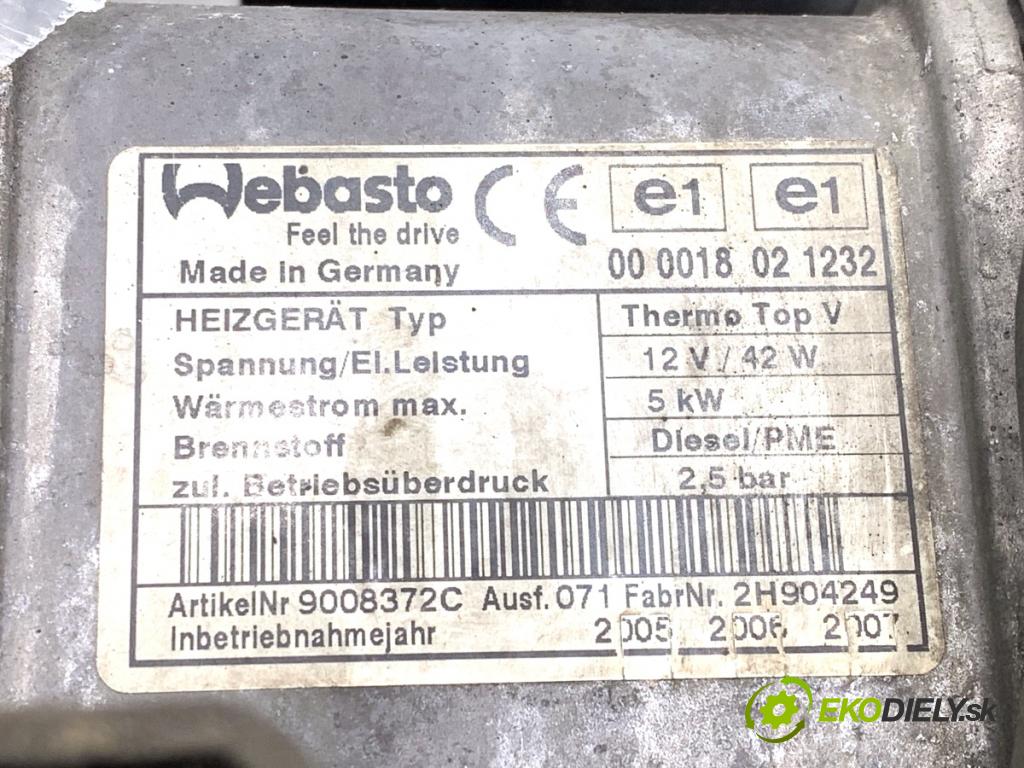 Webasto CE e1 e1
Feel the drive
Made in Germany 00 0018 02 1232
HEIZGERÄT Typ Thermo Top V
Spannung/El.Leistung 12 V / 42 W
Wärmestrom max. 5 kW
Brennstoff Diesel/PME
zul. Betriebsüberdruck 2,5 bar
ArtikelNr 9008372C Ausf. 071 FabrNr. 2H904249
Inbetriebnahmejahr 2005 2006 2007
EKODIELY.sk